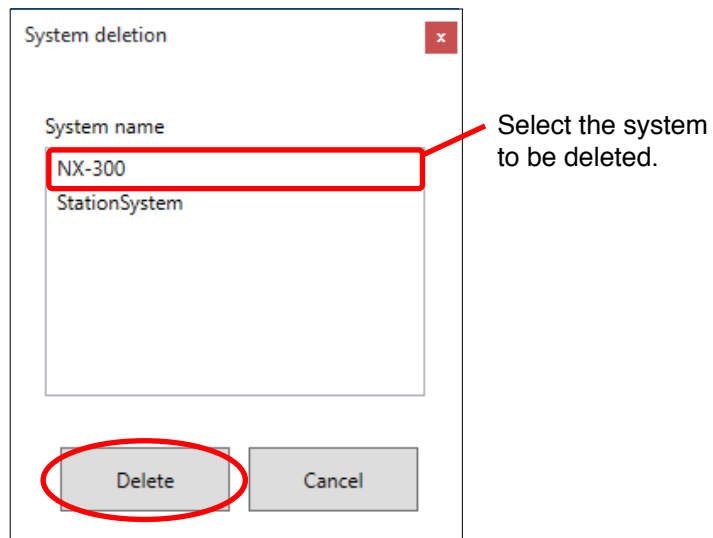 System deletion
x
System name
NX-300
StationSystem
Select the system
to be deleted.
Delete
Cancel